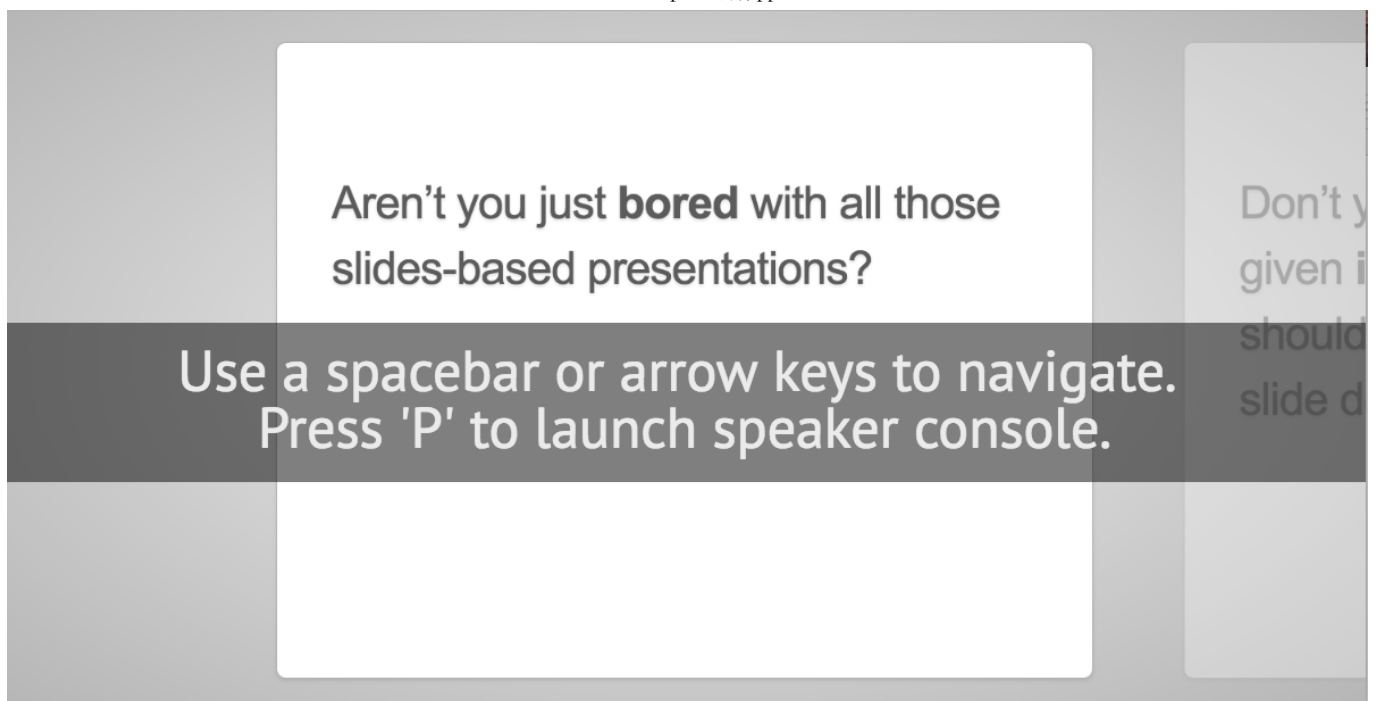 Aren’t you just bored with all those
slides-based presentations?
Use a spacebar or arrow keys to navigate.
Press 'P' to launch speaker console.
Don’t
given
should
slide